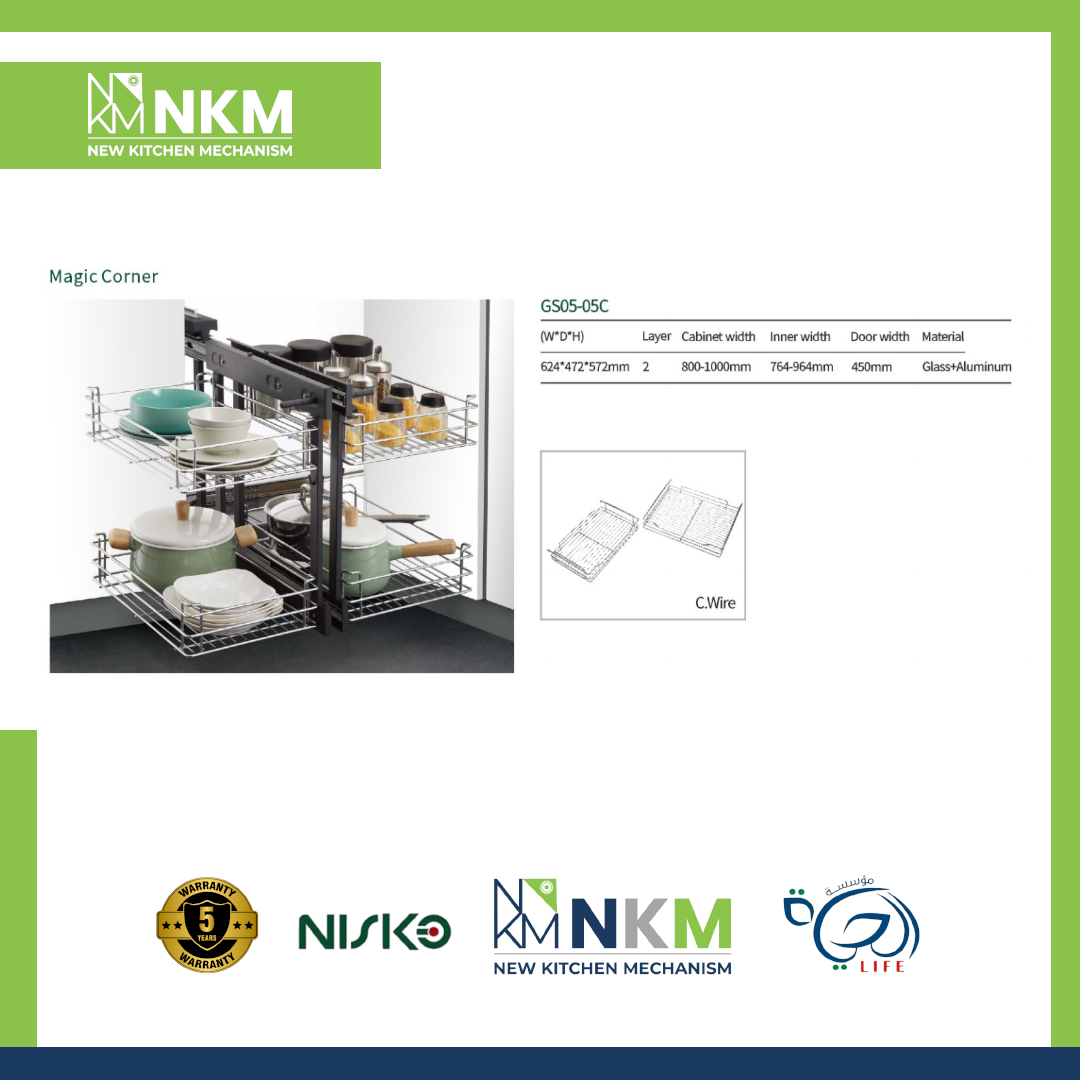 NKM
NKM
NEW KITCHEN MECHANISM
Magic Corner
GS05-05C
(W*D*H) Layer Cabinet width Inner width Door width Material
624*472*572mm 2 800-1000mm 764-964mm 450mm Glass+Aluminum
C.Wire
WARRANTY
5
YEARS
WARRANTY
NISKO
NKM
NKM
NEW KITCHEN MECHANISM
مؤسسة
LIFE